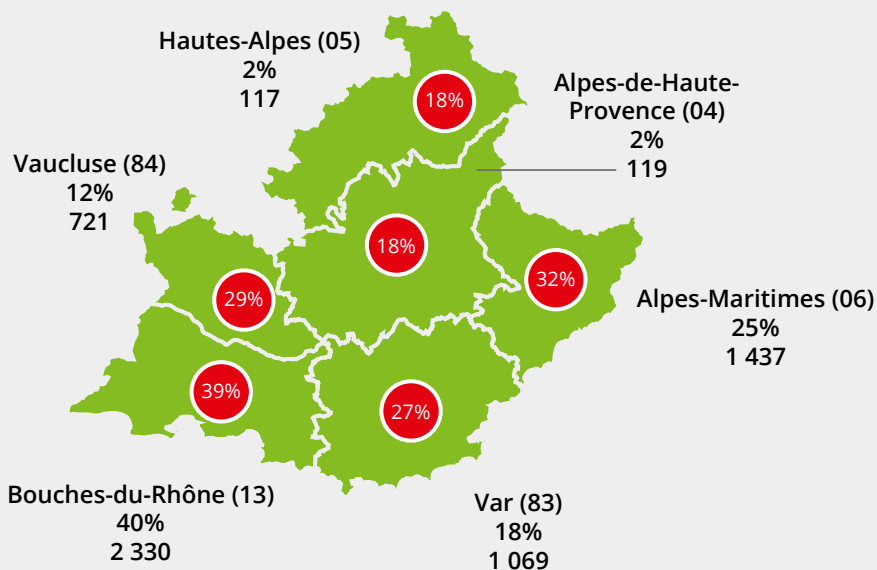 Hautes-Alpes (05)
2%
117
18%
Alpes-de-Haute-
Provence (04)
2%
119
18%
Vaucluse (84)
12%
721
29%
32%
Alpes-Maritimes (06)
25%
1 437
39%
Bouches-du-Rhône (13)
40%
2 330
27%
Var (83)
18%
1 069